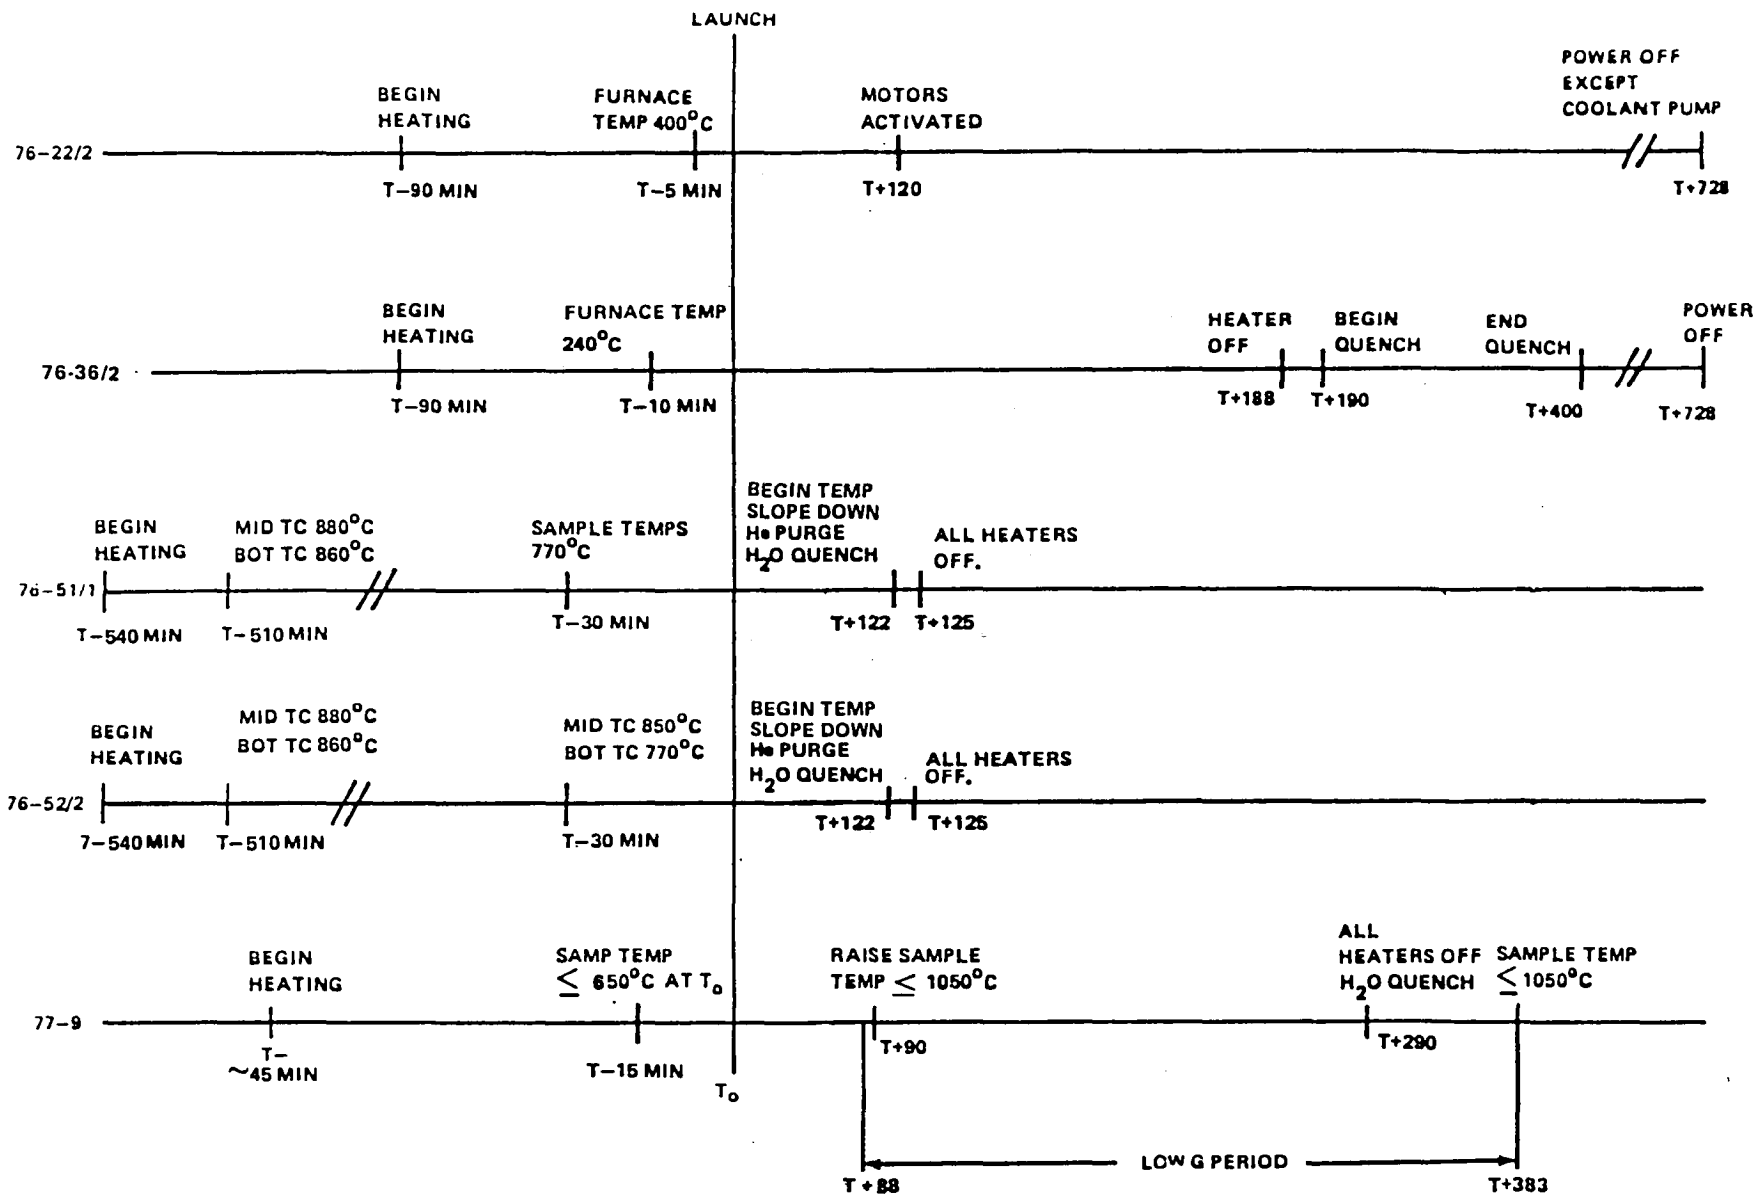 LAUNCH
BEGIN
HEATING
FURNACE
TEMP 400°C
MOTORS
ACTIVATED
POWER OFF
EXCEPT
COOLANT PUMP
76-22/2
T-90 MIN
T-5 MIN
T+120
T+728
BEGIN
HEATING
FURNACE TEMP
240°C
HEATER
OFF
BEGIN
QUENCH
END
QUENCH
POWER
OFF
76-36/2
T-90 MIN
T-10 MIN
T+188
T+190
T+400
T+728
BEGIN
HEATING
MID TC 880°C
BOT TC 860°C
SAMPLE TEMPS
770°C
BEGIN TEMP
SLOPE DOWN
He PURGE
H₂O QUENCH
ALL HEATERS
OFF.
76-51/1
T-540 MIN
T-510 MIN
T-30 MIN
T+122
T+125
BEGIN
HEATING
MID TC 880°C
BOT TC 860°C
MID TC 850°C
BOT TC 770°C
BEGIN TEMP
SLOPE DOWN
He PURGE
H₂O QUENCH
ALL HEATERS
OFF.
76-52/2
7-540 MIN
T-510 MIN
T-30 MIN
T+122
T+125
BEGIN
HEATING
SAMP TEMP
≤ 650°C AT T₀
RAISE SAMPLE
TEMP ≤ 1050°C
ALL
HEATERS OFF
H₂O QUENCH
SAMPLE TEMP
≤ 1050°C
77-9
T-
~45 MIN
T-15 MIN
T₀
T+90
T+290
LOW G PERIOD
T+88
T+383